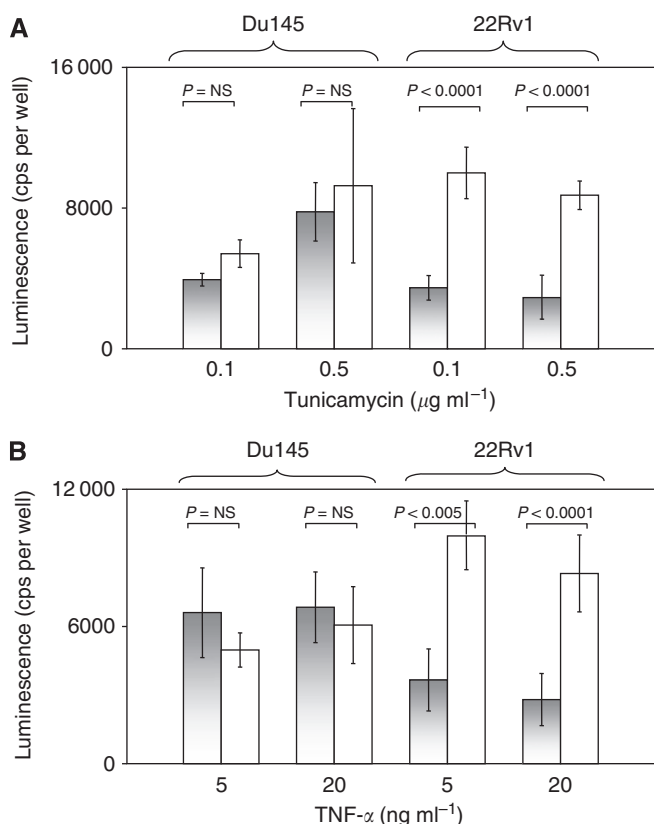 A
Du145 22Rv1
16 000
P = NS P = NS P < 0.0001 P < 0.0001
8000
0
Luminescence (cps per well)
0.1 0.5 0.1 0.5
Tunicamycin (μg ml⁻¹)
B
Du145 22Rv1
12 000
P = NS P = NS P < 0.005 P < 0.0001
6000
0
Luminescence (cps per well)
5 20 5 20
TNF-α (ng ml⁻¹)